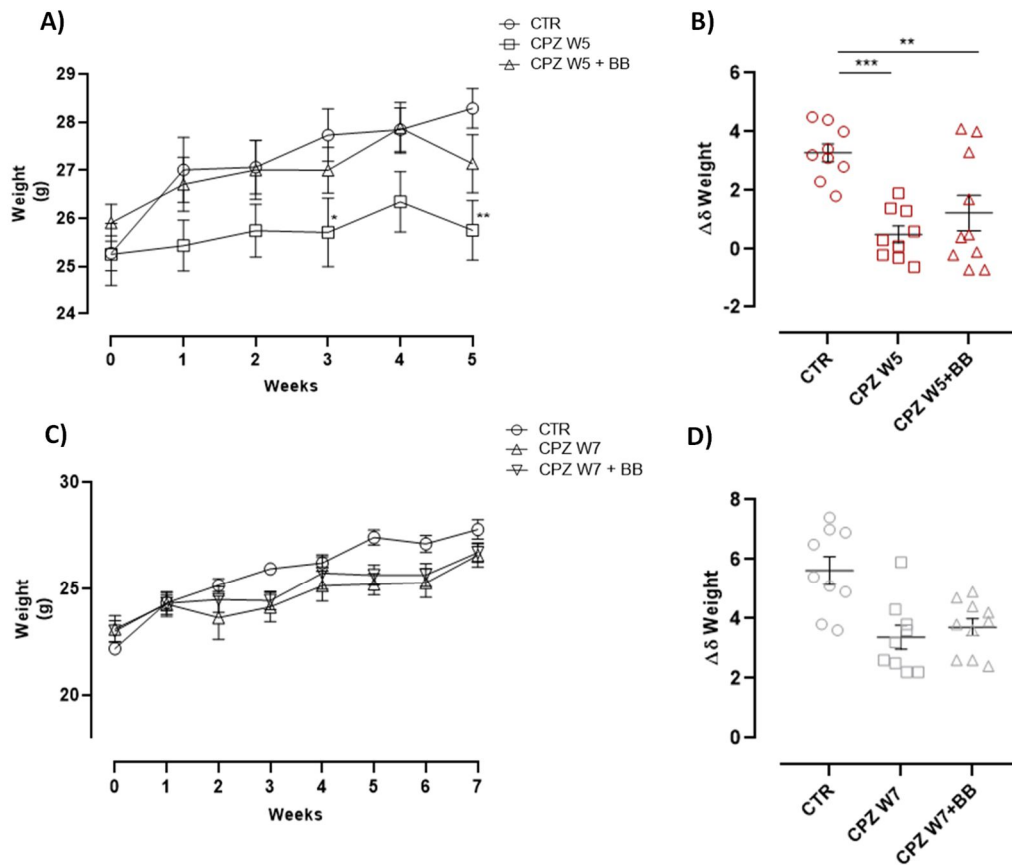 A)
CTR
CPZ W5
CPZ W5 + BB
29
28
27
26
25
24
Weight
(g)
*
**
0 1 2 3 4 5
Weeks
B)
**
***
6
4
2
0
-2
Δδ Weight
CTR
CPZ W5
CPZ W5+BB
C)
CTR
CPZ W7
CPZ W7 + BB
30
25
20
Weight
(g)
0 1 2 3 4 5 6 7
Weeks
D)
8
6
4
2
0
Δδ Weight
CTR
CPZ W7
CPZ W7+BB